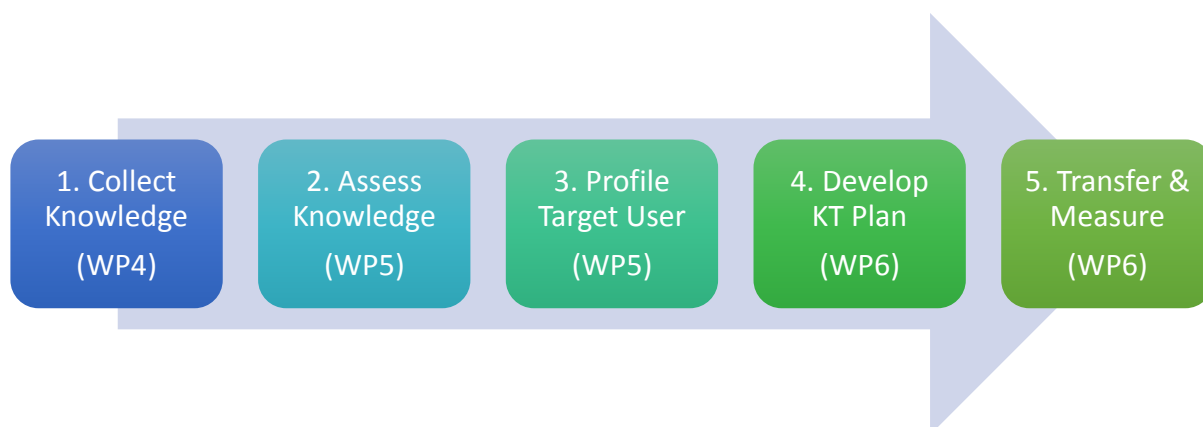 1. Collect
Knowledge
(WP4)
2. Assess
Knowledge
(WP5)
3. Profile
Target User
(WP5)
4. Develop
KT Plan
(WP6)
5. Transfer &
Measure
(WP6)